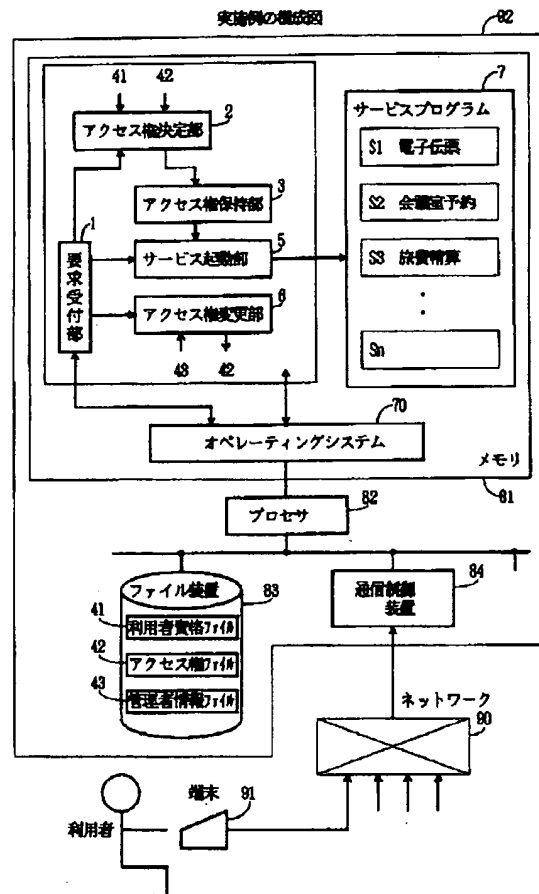 実施例の構成図
92
41
42
2
アクセス権決定部
3
アクセス権保持部
1
要求受付部
5
サービス起動部
6
アクセス権変更部
43
42
7
サービスプログラム
S1 電子伝票
S2 会議室予約
S3 旅費精算
・
・
Sn
70
オペレーティングシステム
メモリ
81
82
プロセサ
ファイル装置
83
41
利用者資格ファイル
42
アクセス権ファイル
43
管理者情報ファイル
84
通信制御
装置
ネットワーク
90
端末
91
利用者